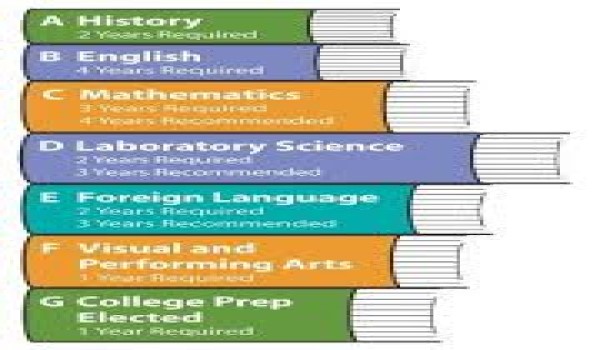 A History
2 Years Required
B English
4 Years Required
C Mathematics
3 Years Required
4 Years Recommended
D Laboratory Science
2 Years Required
3 Years Recommended
E Foreign Language
2 Years Required
3 Years Recommended
F Visual and
Performing Arts
1 Year Required
G College Prep
Elected
1 Year Required